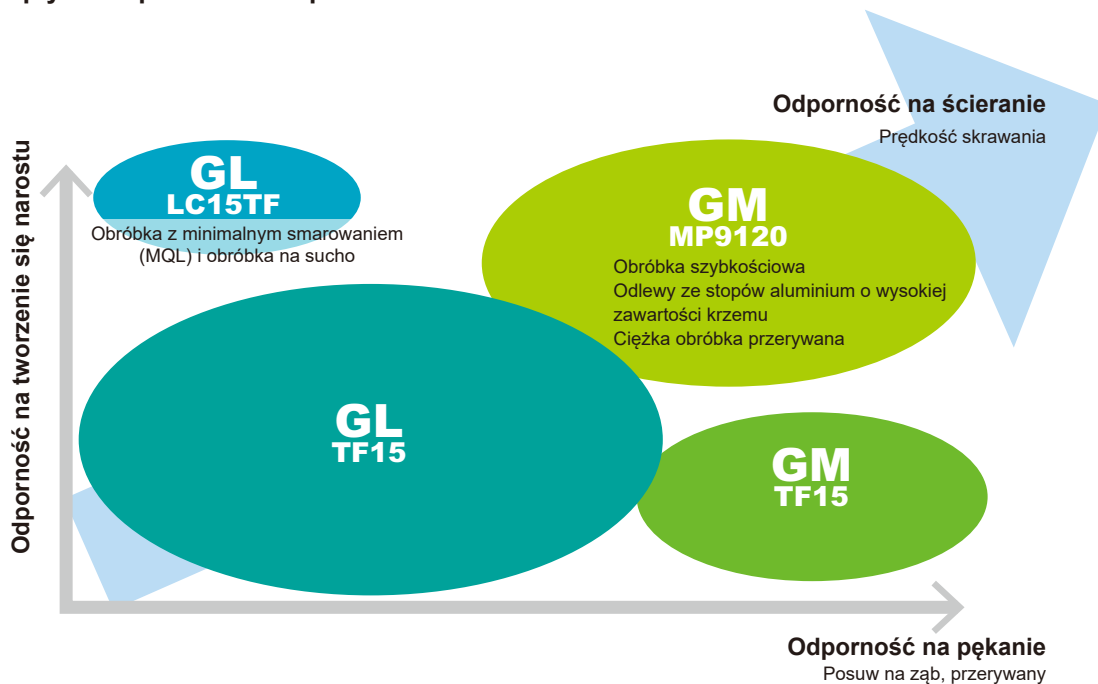 Odporność na ścieranie
Prędkość skrawania
Odporność na tworzenie się narostu
GL
LC15TF
Obróbka z minimalnym smarowaniem
(MQL) i obróbka na sucho
GM
MP9120
Obróbka szybkościowa
Odlewy ze stopów aluminium o wysokiej
zawartości krzemu
Ciężka obróbka przerywana
GL
TF15
GM
TF15
Odporność na pękanie
Posuw na ząb, przerywany